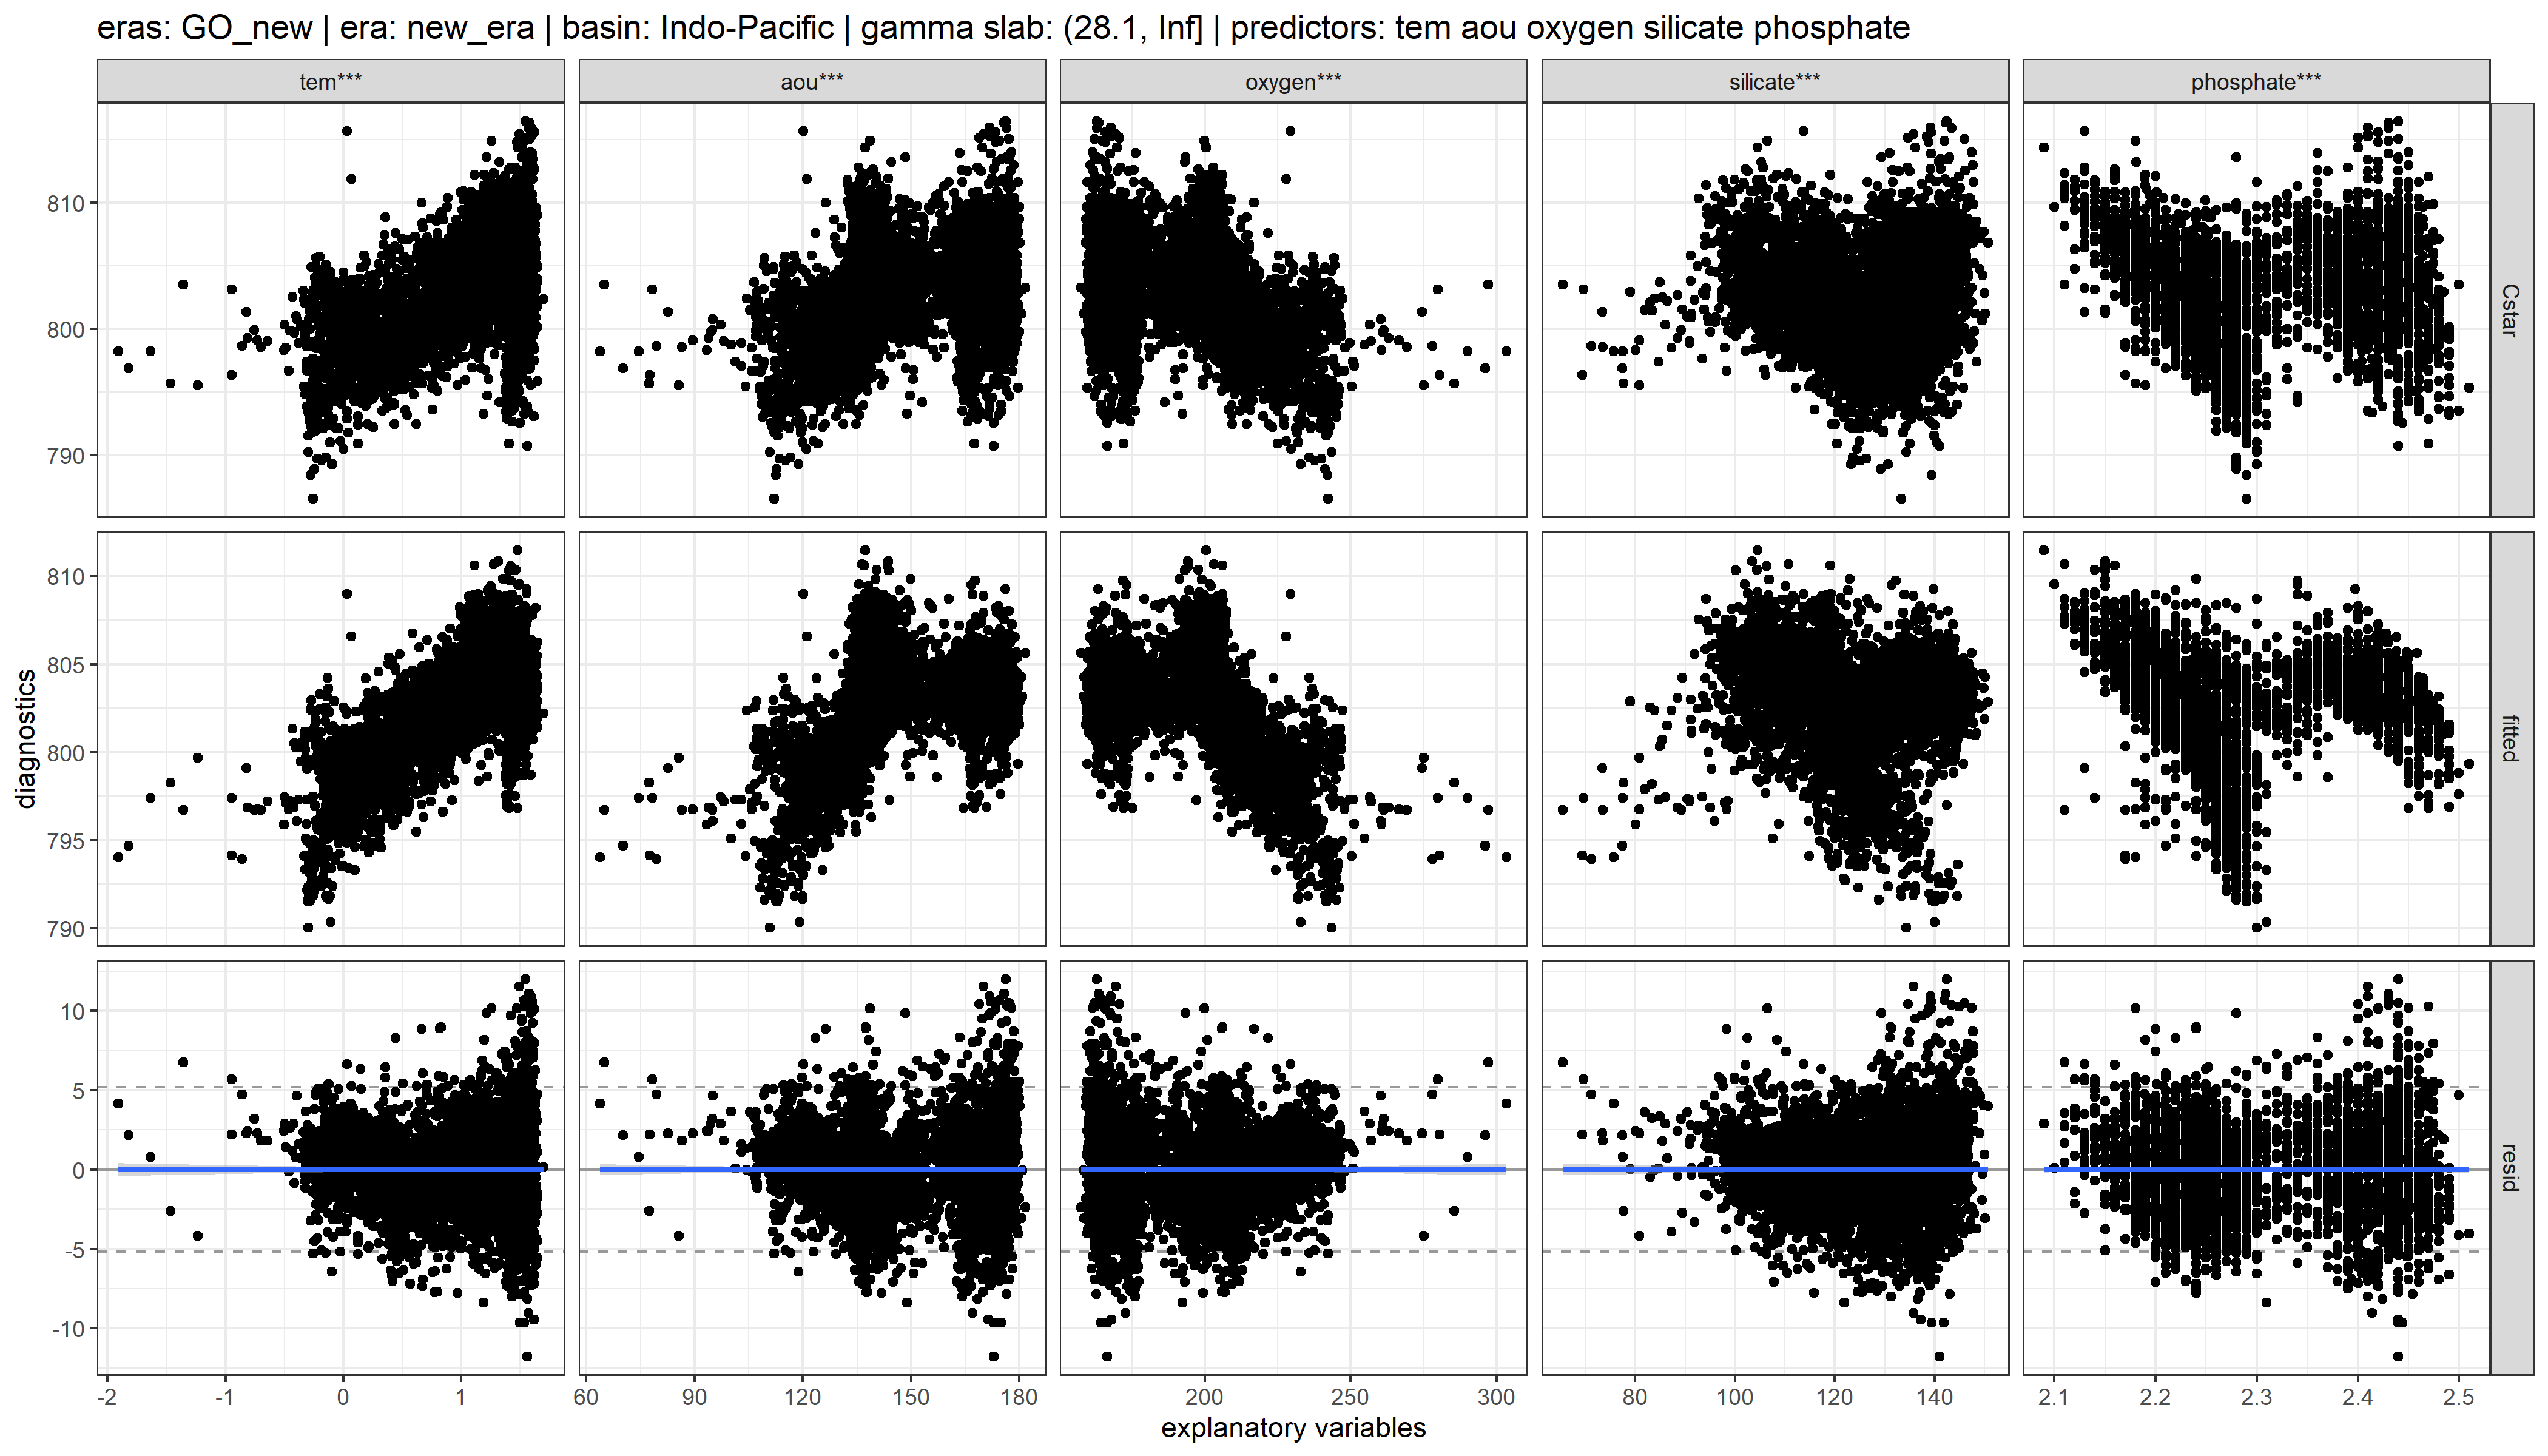 eras: GO_new | era: new_era | basin: Indo-Pacific | gamma slab: (28.1, Inf] | predictors: tem aou oxygen silicate phosphate
tem*** aou*** oxygen*** silicate*** phosphate***
810
800
790
Cstar
810
805
800
795
790
fitted
diagnostics
10
5
0
-5
-10
resid
-2 -1 0 1 60 90 120 150 180 200 250 300 80 100 120 140 2.1 2.2 2.3 2.4 2.5
explanatory variables